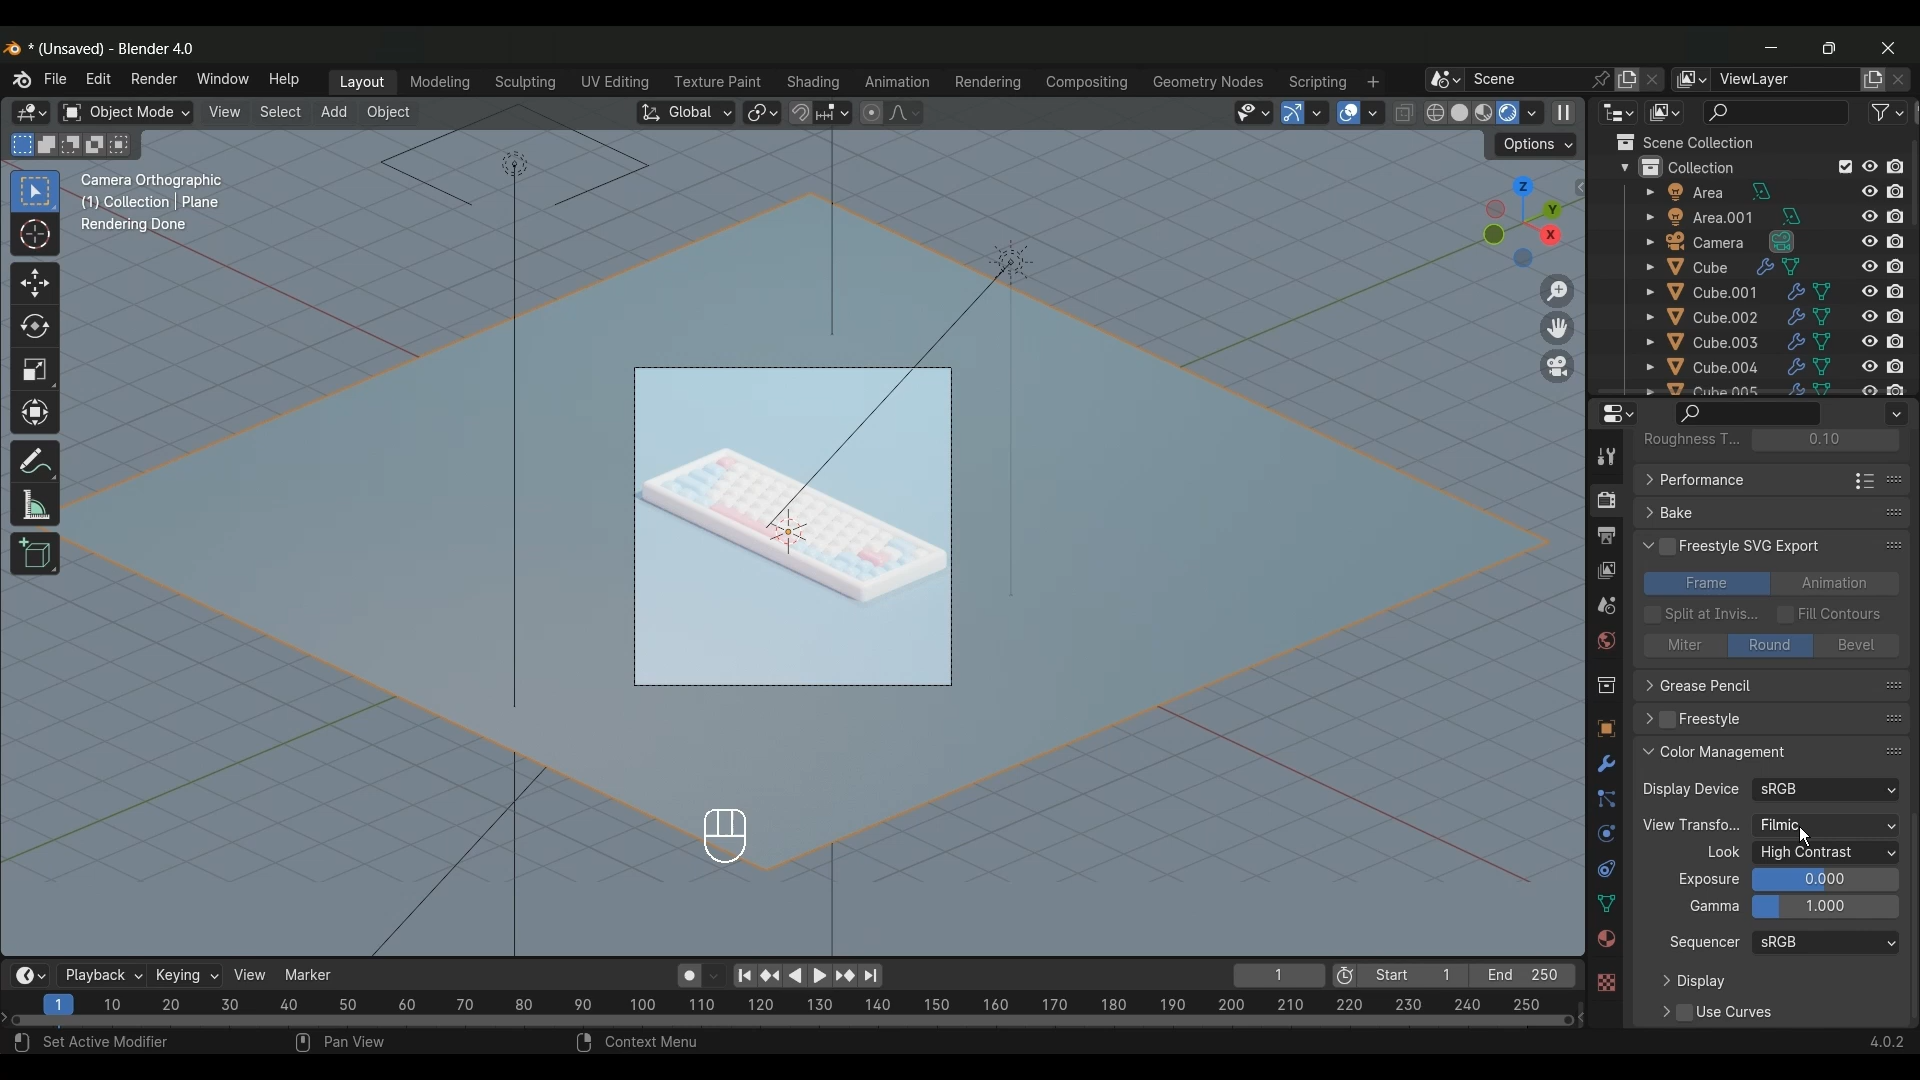 * (Unsaved) - Blender 4.0
File Edit Render Window Help Layout Modeling Sculpting UV Editing Texture Paint Shading Animation Rendering Compositing Geometry Nodes Scripting + Scene ViewLayer
Object Mode View Select Add Object Global
Options
Camera Orthographic
(1) Collection | Plane
Rendering Done
Z
Y
X
Scene Collection
Collection
Area
Area.001
Camera
Cube
Cube.001
Cube.002
Cube.003
Cube.004
Cube.005
Roughness T... 0.10
Performance
Bake
Freestyle SVG Export
Frame Animation
Split at Invis... Fill Contours
Miter Round Bevel
Grease Pencil
Freestyle
Color Management
Display Device sRGB
View Transfo... Filmic
Look High Contrast
Exposure 0.000
Gamma 1.000
Sequencer sRGB
Display
Use Curves
Playback Keying View Marker 1 Start 1 End 250
1 10 20 30 40 50 60 70 80 90 100 110 120 130 140 150 160 170 180 190 200 210 220 230 240 250
Set Active Modifier Pan View Context Menu 4.0.2